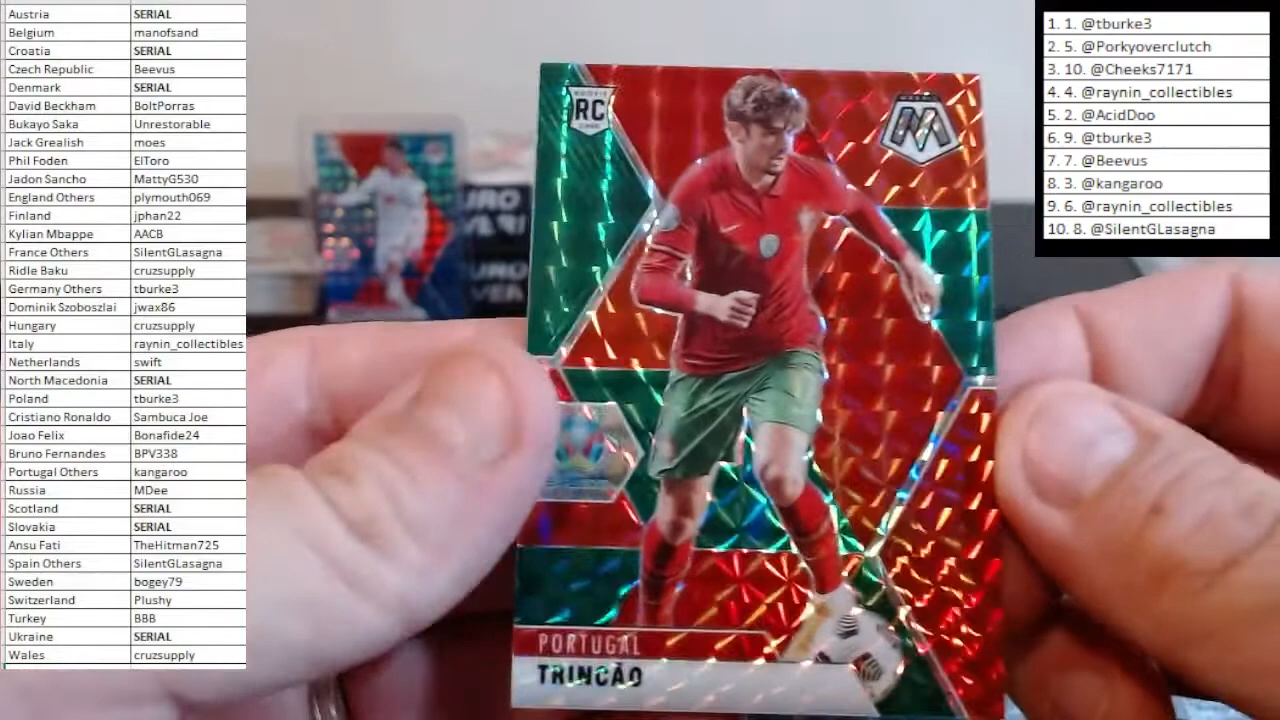 Austria SERIAL
Belgium manofsand
Croatia SERIAL
Czech Republic Beevus
Denmark SERIAL
David Beckham BoltPorras
Bukayo Saka Unrestorable
Jack Grealish moes
Phil Foden ElToro
Jadon Sancho MattyG530
England Others plymouth069
Finland jphan22
Kylian Mbappe AACB
France Others SilentGLasagna
Ridle Baku cruzsupply
Germany Others tburke3
Dominik Szoboszlai jwax86
Hungary cruzsupply
Italy raynin_collectibles
Netherlands swift
North Macedonia SERIAL
Poland tburke3
Cristiano Ronaldo Sambuca Joe
Joao Felix Bonafide24
Bruno Fernandes BPV338
Portugal Others kangaroo
Russia MDee
Scotland SERIAL
Slovakia SERIAL
Ansu Fati TheHitman725
Spain Others SilentGLasagna
Sweden bogey79
Switzerland Plushy
Turkey BBB
Ukraine SERIAL
Wales cruzsupply
ROOKIE
RC
CARD
MOSAIC
M
PORTUGAL
TRINCÃO
1. 1. @tburke3
2. 5. @Porkyoverclutch
3. 10. @Cheeks7171
4. 4. @raynin_collectibles
5. 2. @AcidDoo
6. 9. @tburke3
7. 7. @Beevus
8. 3. @kangaroo
9. 6. @raynin_collectibles
10. 8. @SilentGLasagna